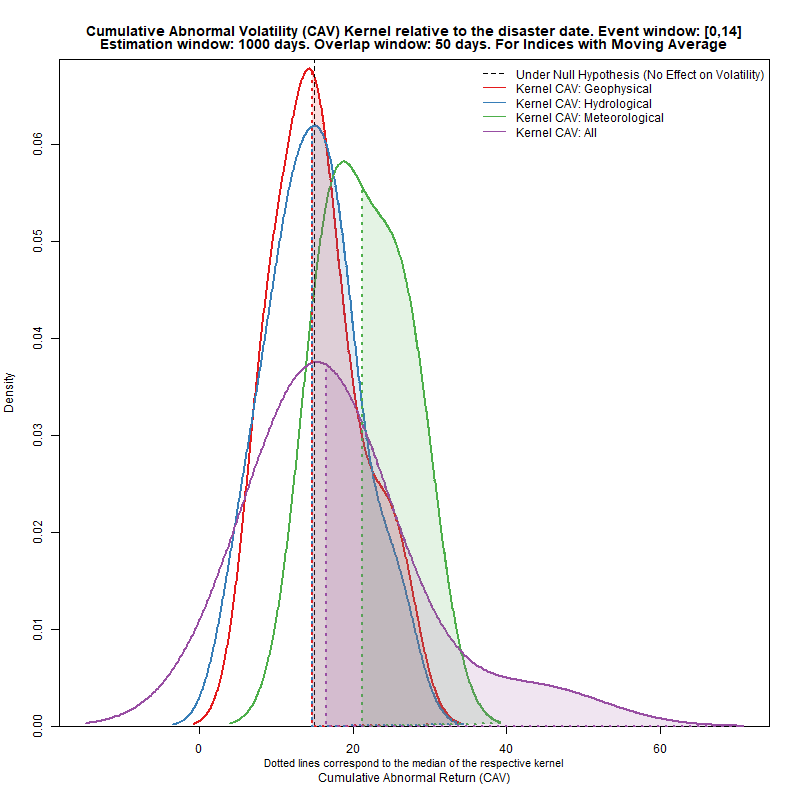 Cumulative Abnormal Volatility (CAV) Kernel relative to the disaster date. Event window: [0,14]
Estimation window: 1000 days. Overlap window: 50 days. For Indices with Moving Average
Under Null Hypothesis (No Effect on Volatility)
Kernel CAV: Geophysical
Kernel CAV: Hydrological
Kernel CAV: Meteorological
Kernel CAV: All
Density
0.06
0.05
0.04
0.03
0.02
0.01
0.00
0 20 40 60
Dotted lines correspond to the median of the respective kernel
Cumulative Abnormal Return (CAV)